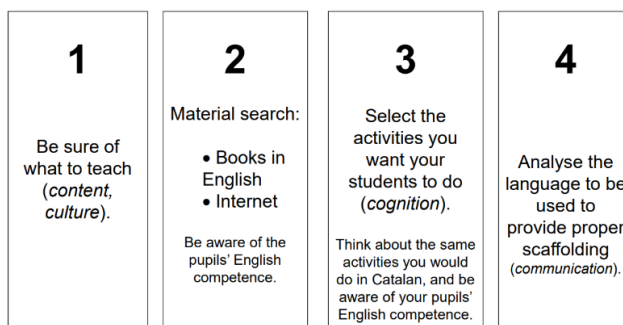 1
Be sure of
what to teach
(content,
culture).
2
Material search:
• Books in
English
• Internet
Be aware of the
pupils' English
competence.
3
Select the
activities you
want your
students to do
(cognition).
Think about the same
activities you would
do in Catalan, and be
aware of your pupils'
English competence.
4
Analyse the
language to be
used to
provide proper
scaffolding
(communication).